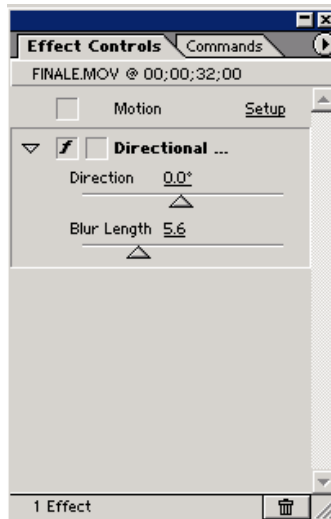 Effect Controls Commands
FINALE.MOV @ 00;00;32;00
Motion Setup
f Directional ...
Direction 0.0°
Blur Length 5.6
1 Effect